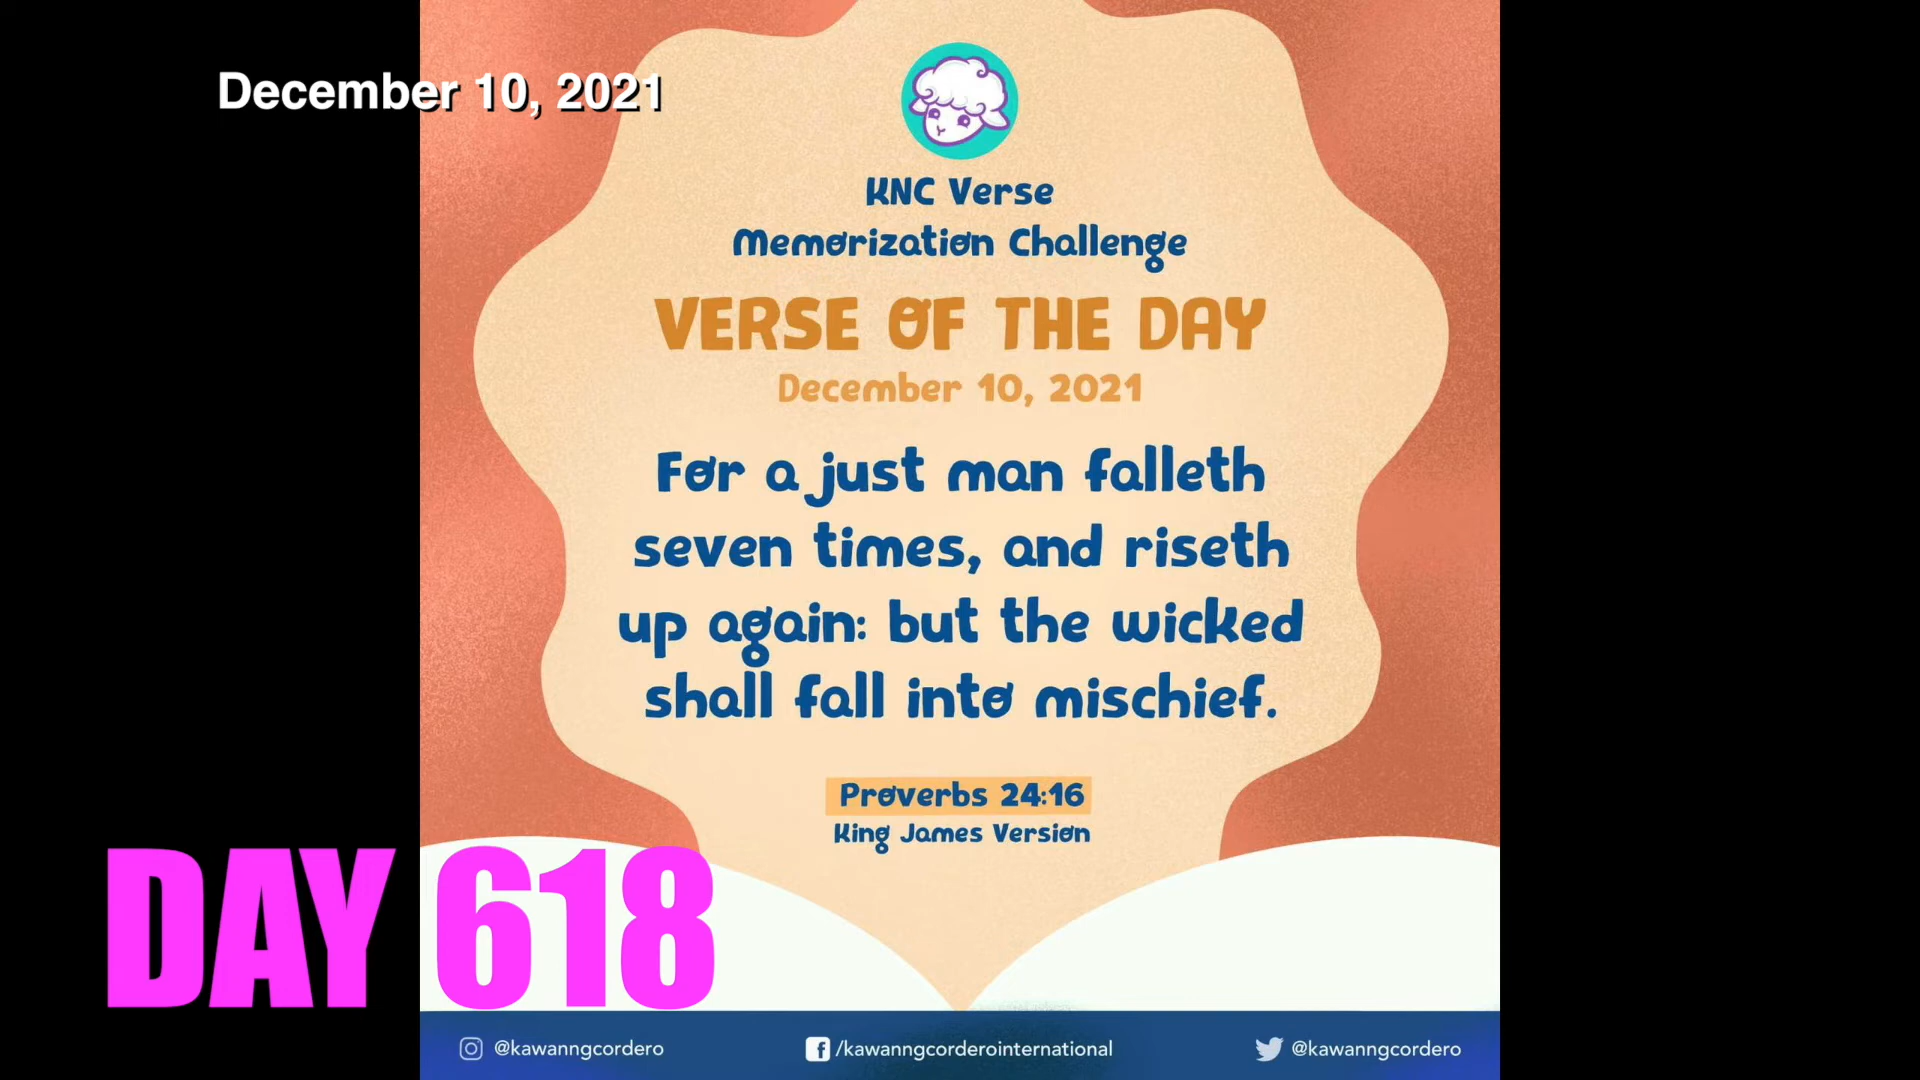 December 10, 2021
KNC Verse
Memorization Challenge
VERSE OF THE DAY
December 10, 2021
For a just man falleth
seven times, and riseth
up again: but the wicked
shall fall into mischief.
Proverbs 24:16
King James Version
DAY 618
@kawanngcordero
/kawanngcorderointernational
@kawanngcordero